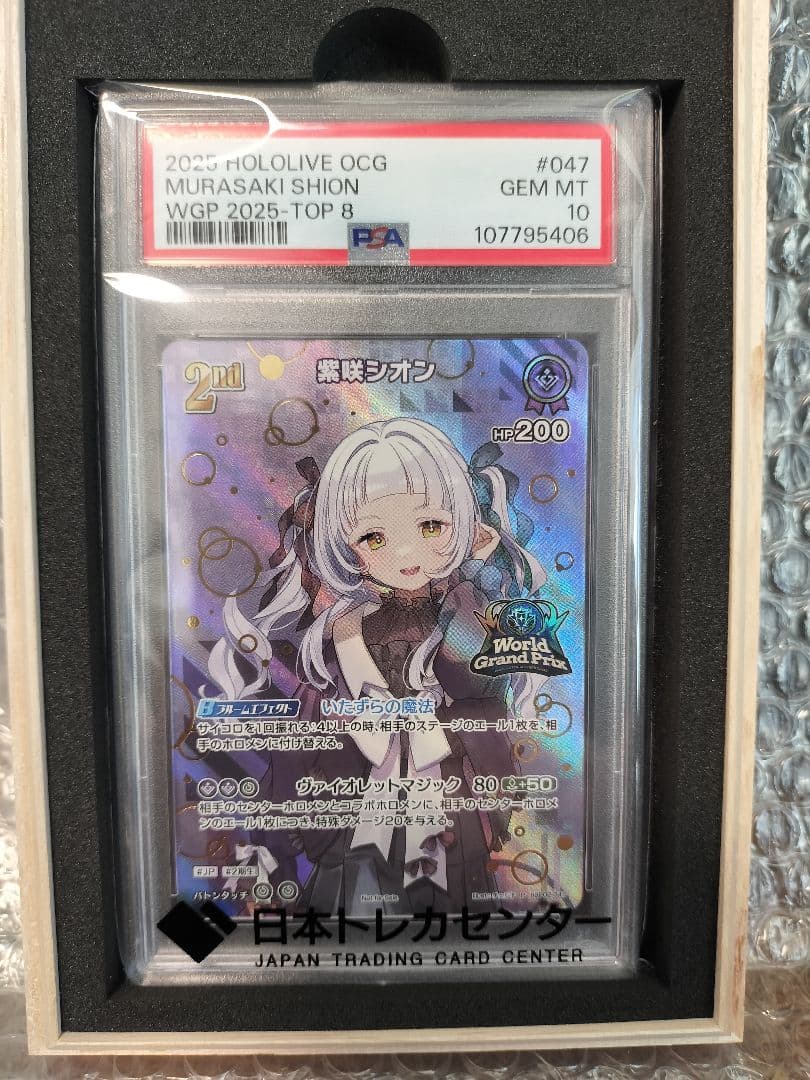 2025 HOLOLIVE OCG #047
MURASAKI SHION GEM MT
WGP 2025-TOP 8 10
PSA 107795406
2nd 紫咲シオン
HP200
World
Grand Prix
ブルームエフェクト いたずらの魔法
サイコロを1回振れる:4以上の時、相手のステージのエール1枚を、相
手のホロメンに付け替える。
ヴァイオレットマジック 80 +50
相手のセンターホロメンとコラボホロメンに、相手のセンターホロメ
ンのエール1枚につき、特殊ダメージ20を与える。
#JP #2期生
バトンタッチ Not for Sale
日本トレカセンター
JAPAN TRADING CARD CENTER